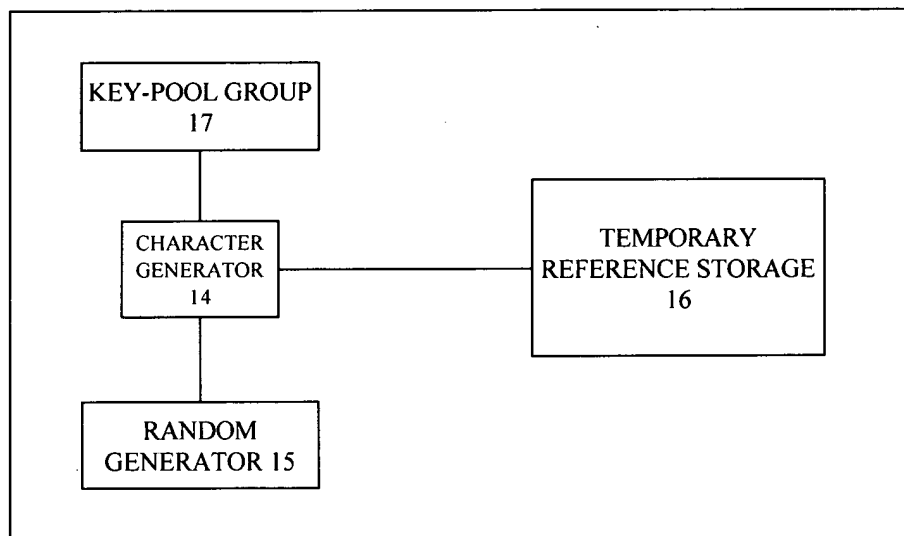 KEY-POOL GROUP
17
CHARACTER
GENERATOR
14
TEMPORARY
REFERENCE STORAGE
16
RANDOM
GENERATOR 15